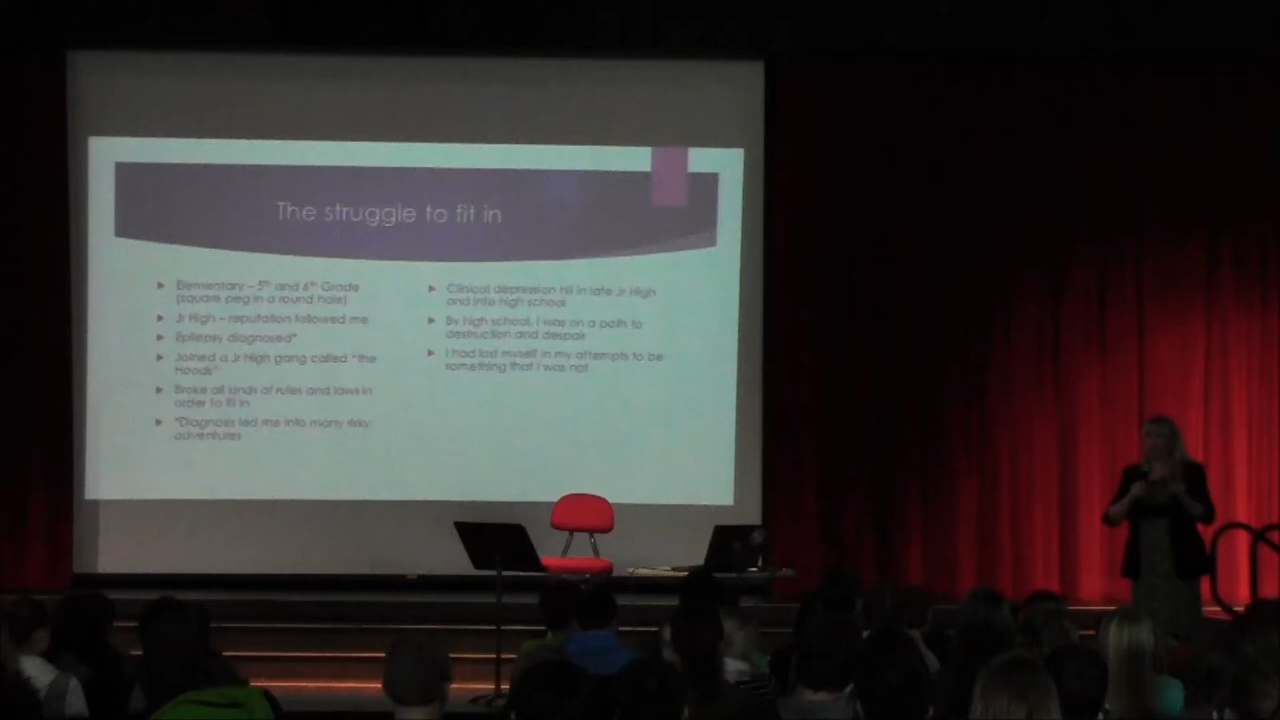 The struggle to fit in
Elementary – 5th and 6th Grade
(square peg in a round hole)
Jr High – reputation followed me
Epilepsy diagnosed*
Joined a Jr High gang called "the
Hoods"
Broke all kinds of rules and laws in
order to fit in
*Diagnosis led me into many risky
adventures
Clinical depression hit in late Jr High
and into high school
By high school, I was on a path to
destruction and despair
I had lost myself in my attempts to be
something that I was not